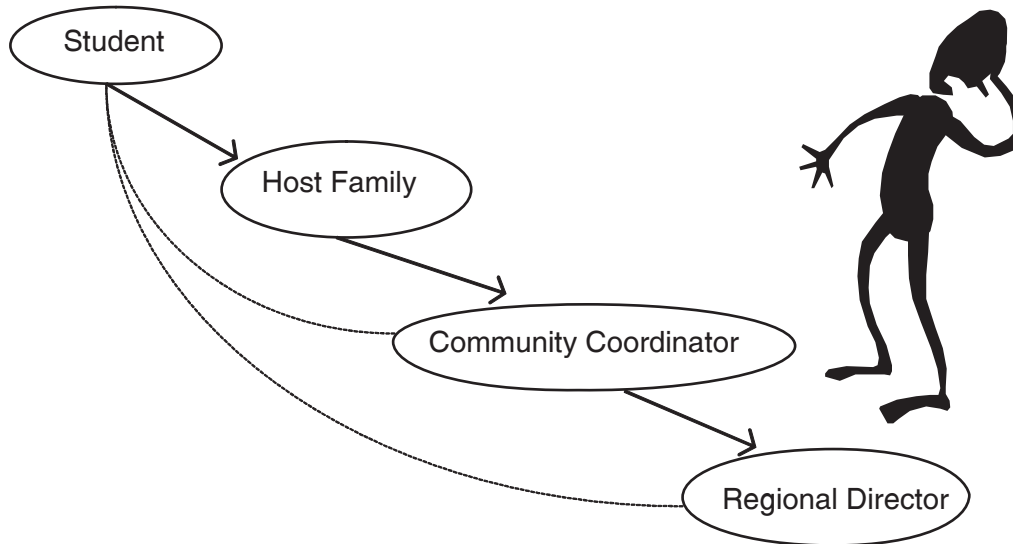 Student
Host Family
Community Coordinator
Regional Director